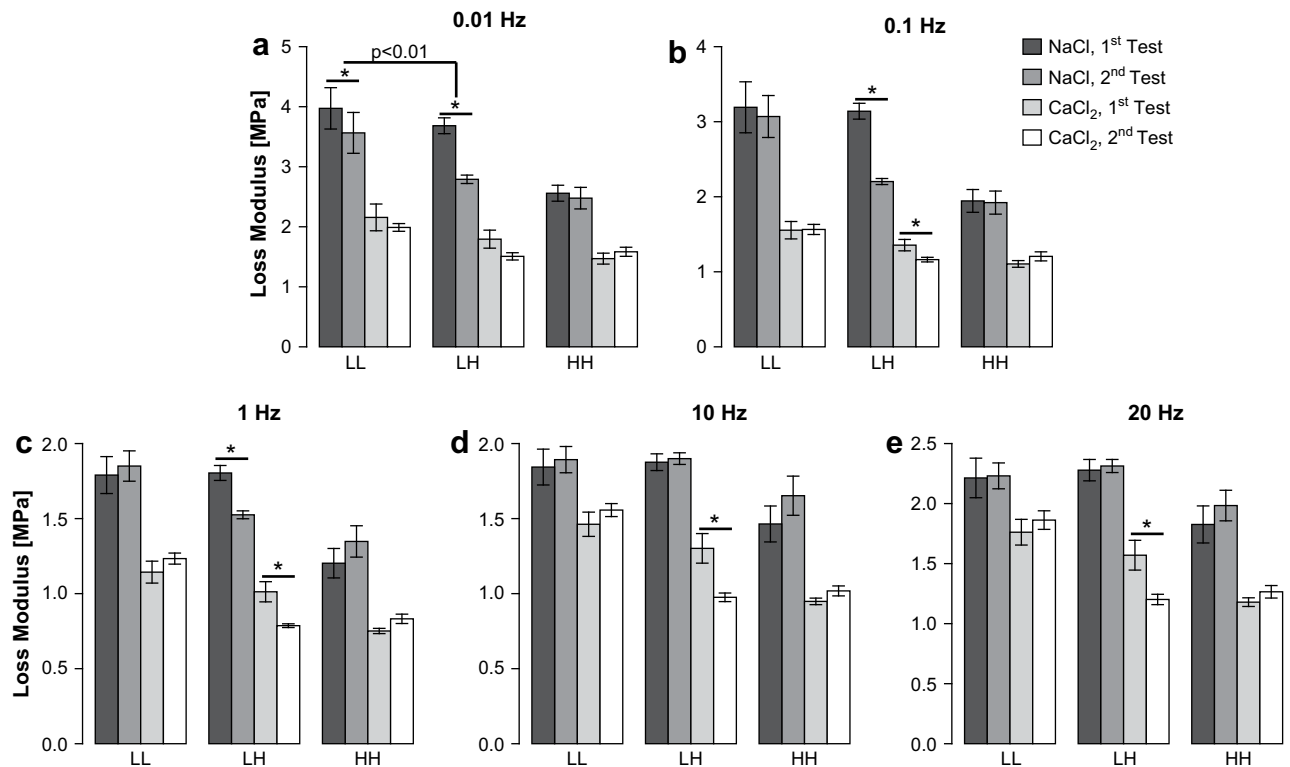 0.01 Hz
a
Loss Modulus [MPa]
5
4
3
2
1
0
p<0.01
*
*
LL
LH
HH
0.1 Hz
b
4
3
2
1
0
*
*
LL
LH
HH
NaCl, 1st Test
NaCl, 2nd Test
CaCl2, 1st Test
CaCl2, 2nd Test
1 Hz
c
Loss Modulus [MPa]
2.0
1.5
1.0
0.5
0.0
*
*
LL
LH
HH
10 Hz
d
2.0
1.5
1.0
0.5
0.0
*
LL
LH
HH
20 Hz
e
2.5
2.0
1.5
1.0
0.5
0.0
*
LL
LH
HH